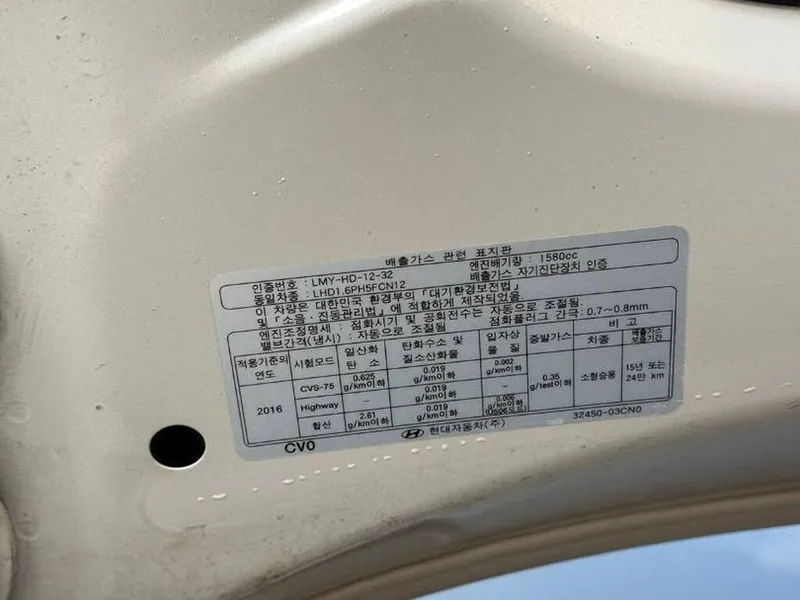 배출가스 관련 표지판
인증번호 : LMY-HD-12-32 엔진배기량 : 1580cc
동일차종 : LHD1.6PH5FCN12 배출가스 자기진단장치 인증
이 차량은 대한민국 환경부의 「대기환경보전법」
및 「소음·진동관리법」에 적합하게 제작되었음.
엔진조정명세 : 점화시기 및 공회전수는 자동으로 조절됨.
밸브간격(냉시) : 자동으로 조절됨 점화플러그 간극:0.7~0.8mm
적용기준의 연도 시험모드 일산화 탄소 탄화수소 및 질소산화물 입자상 물질 증발가스 비고
차종 배출가스 보증기간
2016 CVS-75 0.625 g/km이하 0.019 g/km이하 0.002 g/km이하 0.35 g/test이하 소형승용 15년 또는 24만 km
Highway - 0.019 g/km이하 -
합산 2.61 g/km이하 0.019 g/km이하 g/km이하
CV0 현대자동차(주) 32450-03CN0